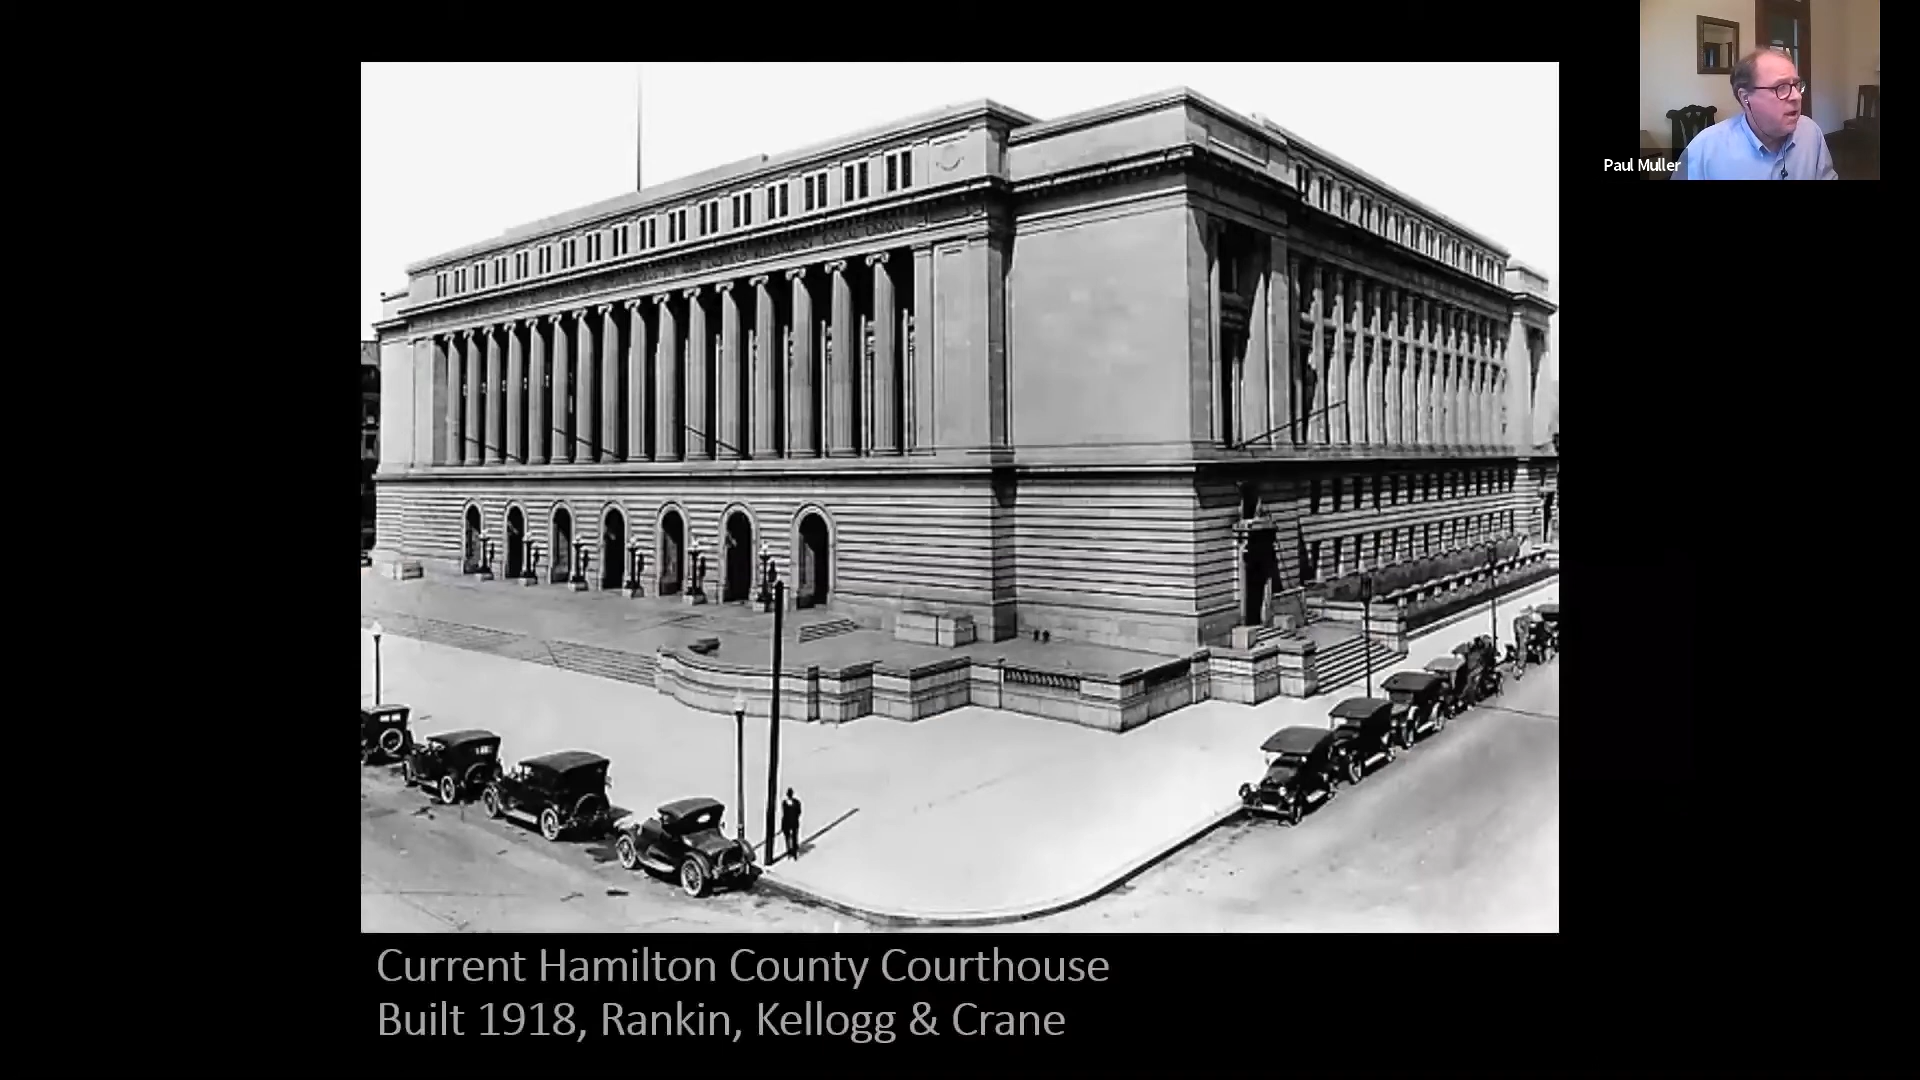 Paul Muller
Current Hamilton County Courthouse
Built 1918, Rankin, Kellogg & Crane